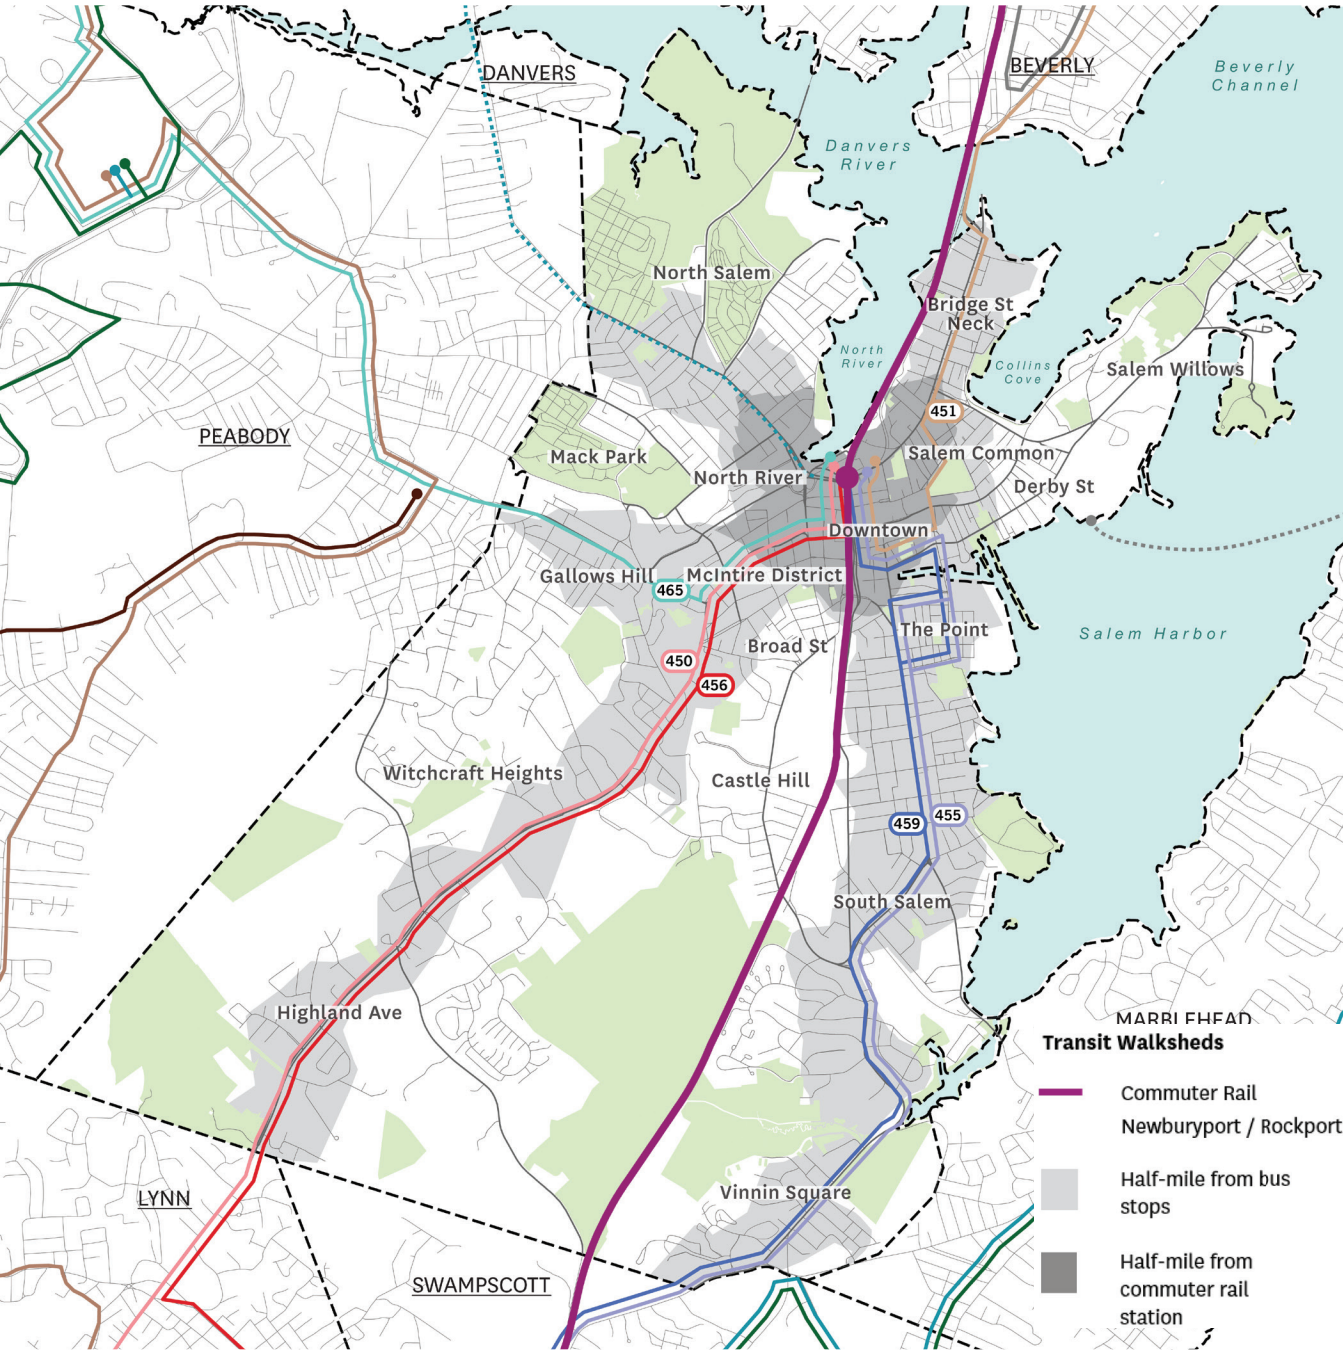 DANVERS
BEVERLY
Beverly
Channel
Danvers
River
North Salem
Bridge St
Neck
North
River
Collins
Cove
Salem Willows
451
PEABODY
Mack Park
Salem Common
North River
Derby St
Downtown
Gallows Hill
McIntire District
465
The Point
Salem Harbor
Broad St
450
456
Witchcraft Heights
Castle Hill
459
455
South Salem
Highland Ave
MARBLEHEAD
Transit Walksheds
Commuter Rail
Newburyport / Rockport
Half-mile from bus
stops
Vinnin Square
LYNN
Half-mile from
commuter rail
station
SWAMPSCOTT